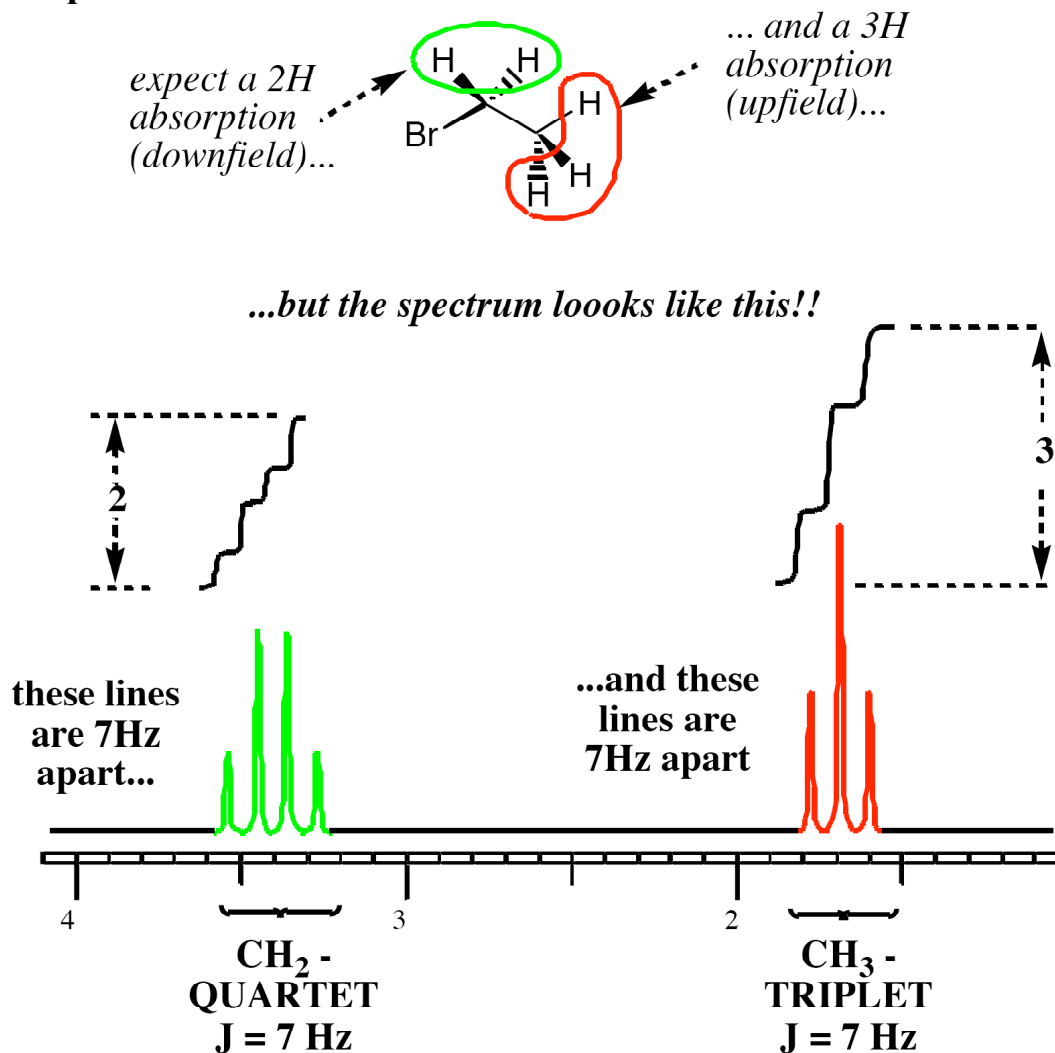 expect a 2H
absorption
(downfield)...
... and a 3H
absorption
(upfield)...
H
H
H
Br
H
H
...but the spectrum loooks like this!!
2
3
these lines
are 7Hz
apart...
...and these
lines are
7Hz apart
4
3
2
CH₂ -
QUARTET
J = 7 Hz
CH₃ -
TRIPLET
J = 7 Hz